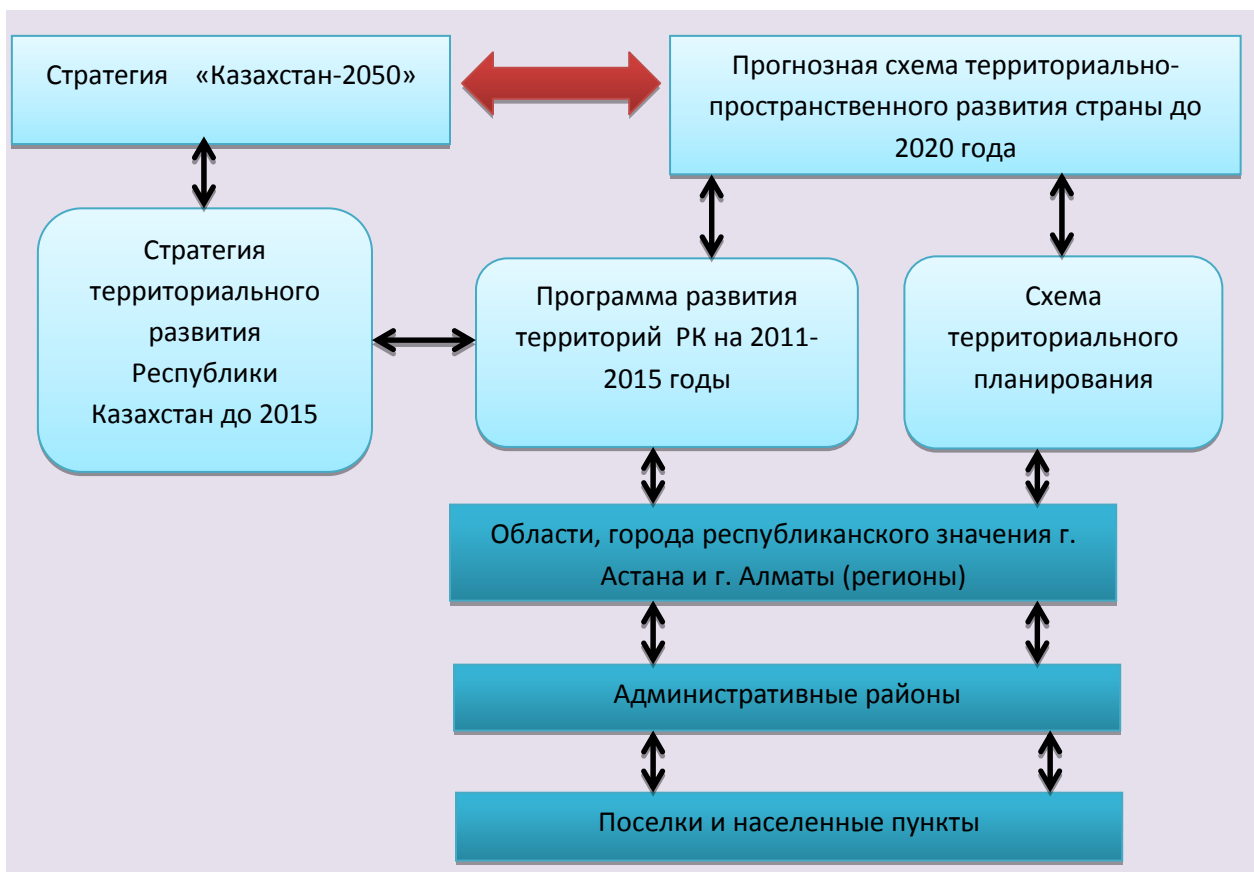 Стратегия «Казахстан-2050»
Прогнозная схема территориально-
пространственного развития страны до
2020 года
Стратегия
территориального
развития
Республики
Казахстан до 2015
Программа развития
территорий РК на 2011-
2015 годы
Схема
территориального
планирования
Области, города республиканского значения г.
Астана и г. Алматы (регионы)
Административные районы
Поселки и населенные пункты